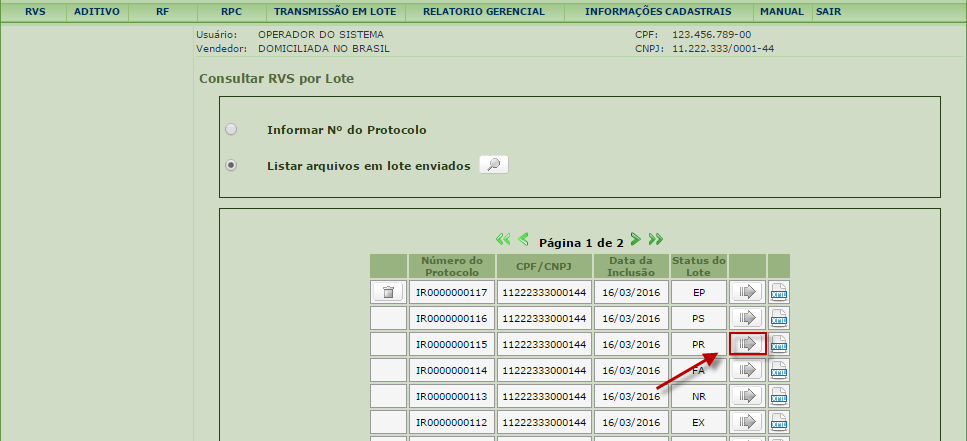 RVS ADITIVO RF RPC TRANSMISSÃO EM LOTE RELATORIO GERENCIAL INFORMAÇÕES CADASTRAIS MANUAL SAIR
Usuário: OPERADOR DO SISTEMA CPF: 123.456.789-00
Vendedor: DOMICILIADA NO BRASIL CNPJ: 11.222.333/0001-44
Consultar RVS por Lote
Informar Nº do Protocolo
Listar arquivos em lote enviados
Página 1 de 2
Número do Protocolo CPF/CNPJ Data da Inclusão Status do Lote
IR0000000117 11222333000144 16/03/2016 EP XML
IR0000000116 11222333000144 16/03/2016 PS XML
IR0000000115 11222333000144 16/03/2016 PR XML
IR0000000114 11222333000144 16/03/2016 FA XML
IR0000000113 11222333000144 16/03/2016 NR XML
IR0000000112 11222333000144 16/03/2016 EX XML